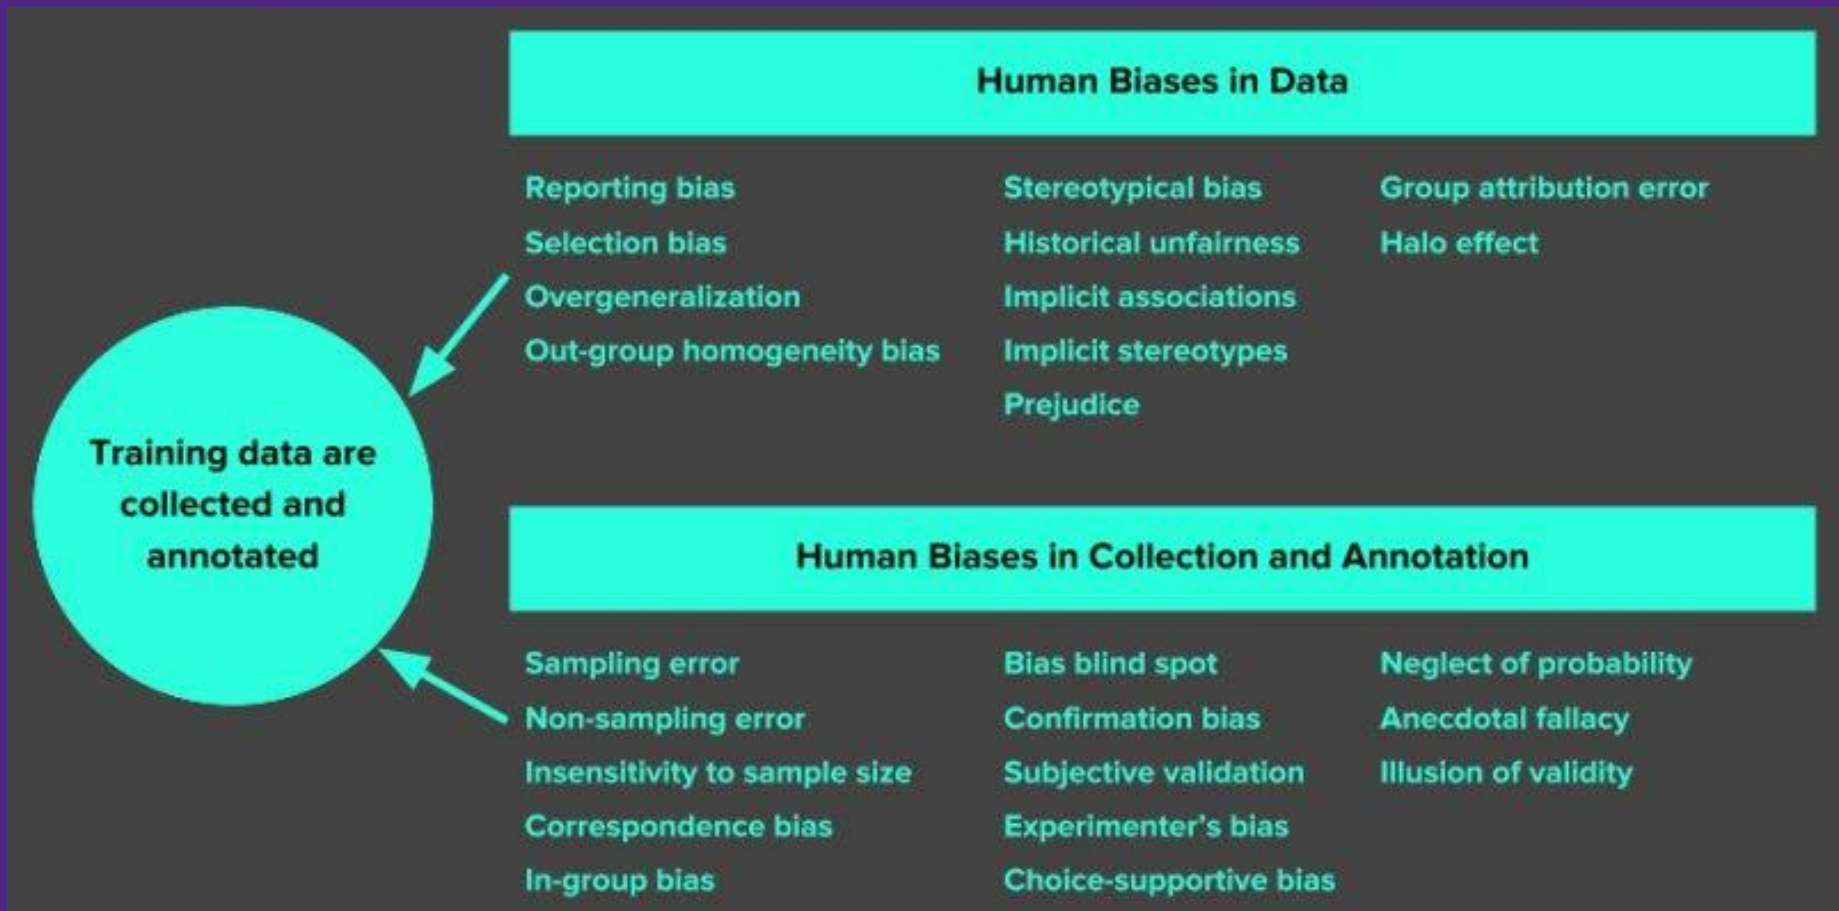 Human Biases in Data
Reporting bias
Selection bias
Overgeneralization
Out-group homogeneity bias
Stereotypical bias
Historical unfairness
Implicit associations
Implicit stereotypes
Prejudice
Group attribution error
Halo effect
Training data are
collected and
annotated
Human Biases in Collection and Annotation
Sampling error
Non-sampling error
Insensitivity to sample size
Correspondence bias
In-group bias
Bias blind spot
Confirmation bias
Subjective validation
Experimenter's bias
Choice-supportive bias
Neglect of probability
Anecdotal fallacy
Illusion of validity